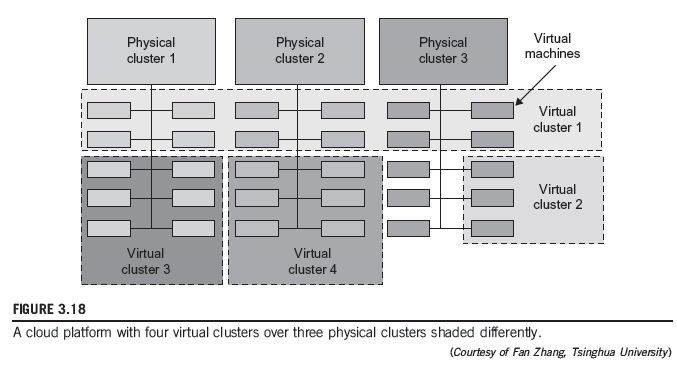 Physical
cluster 1
Physical
cluster 2
Physical
cluster 3
Virtual
machines
Virtual
cluster 1
Virtual
cluster 2
Virtual
cluster 3
Virtual
cluster 4
FIGURE 3.18
A cloud platform with four virtual clusters over three physical clusters shaded differently.
(Courtesy of Fan Zhang, Tsinghua University)